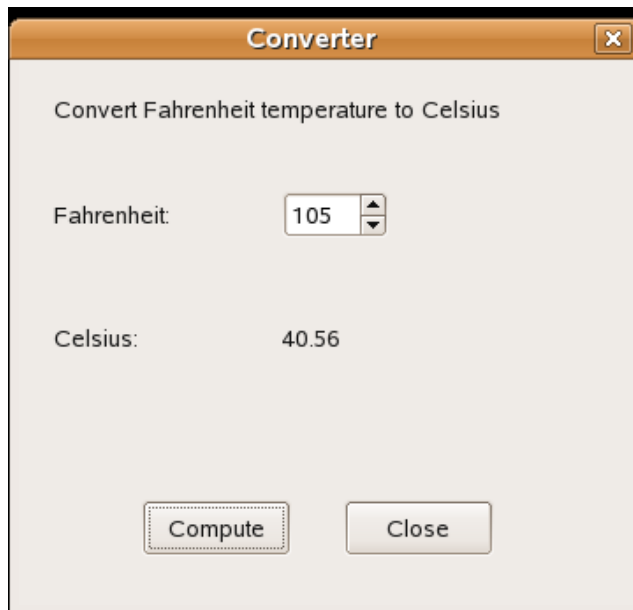 Converter
Convert Fahrenheit temperature to Celsius
Fahrenheit: 105
Celsius: 40.56
Compute Close